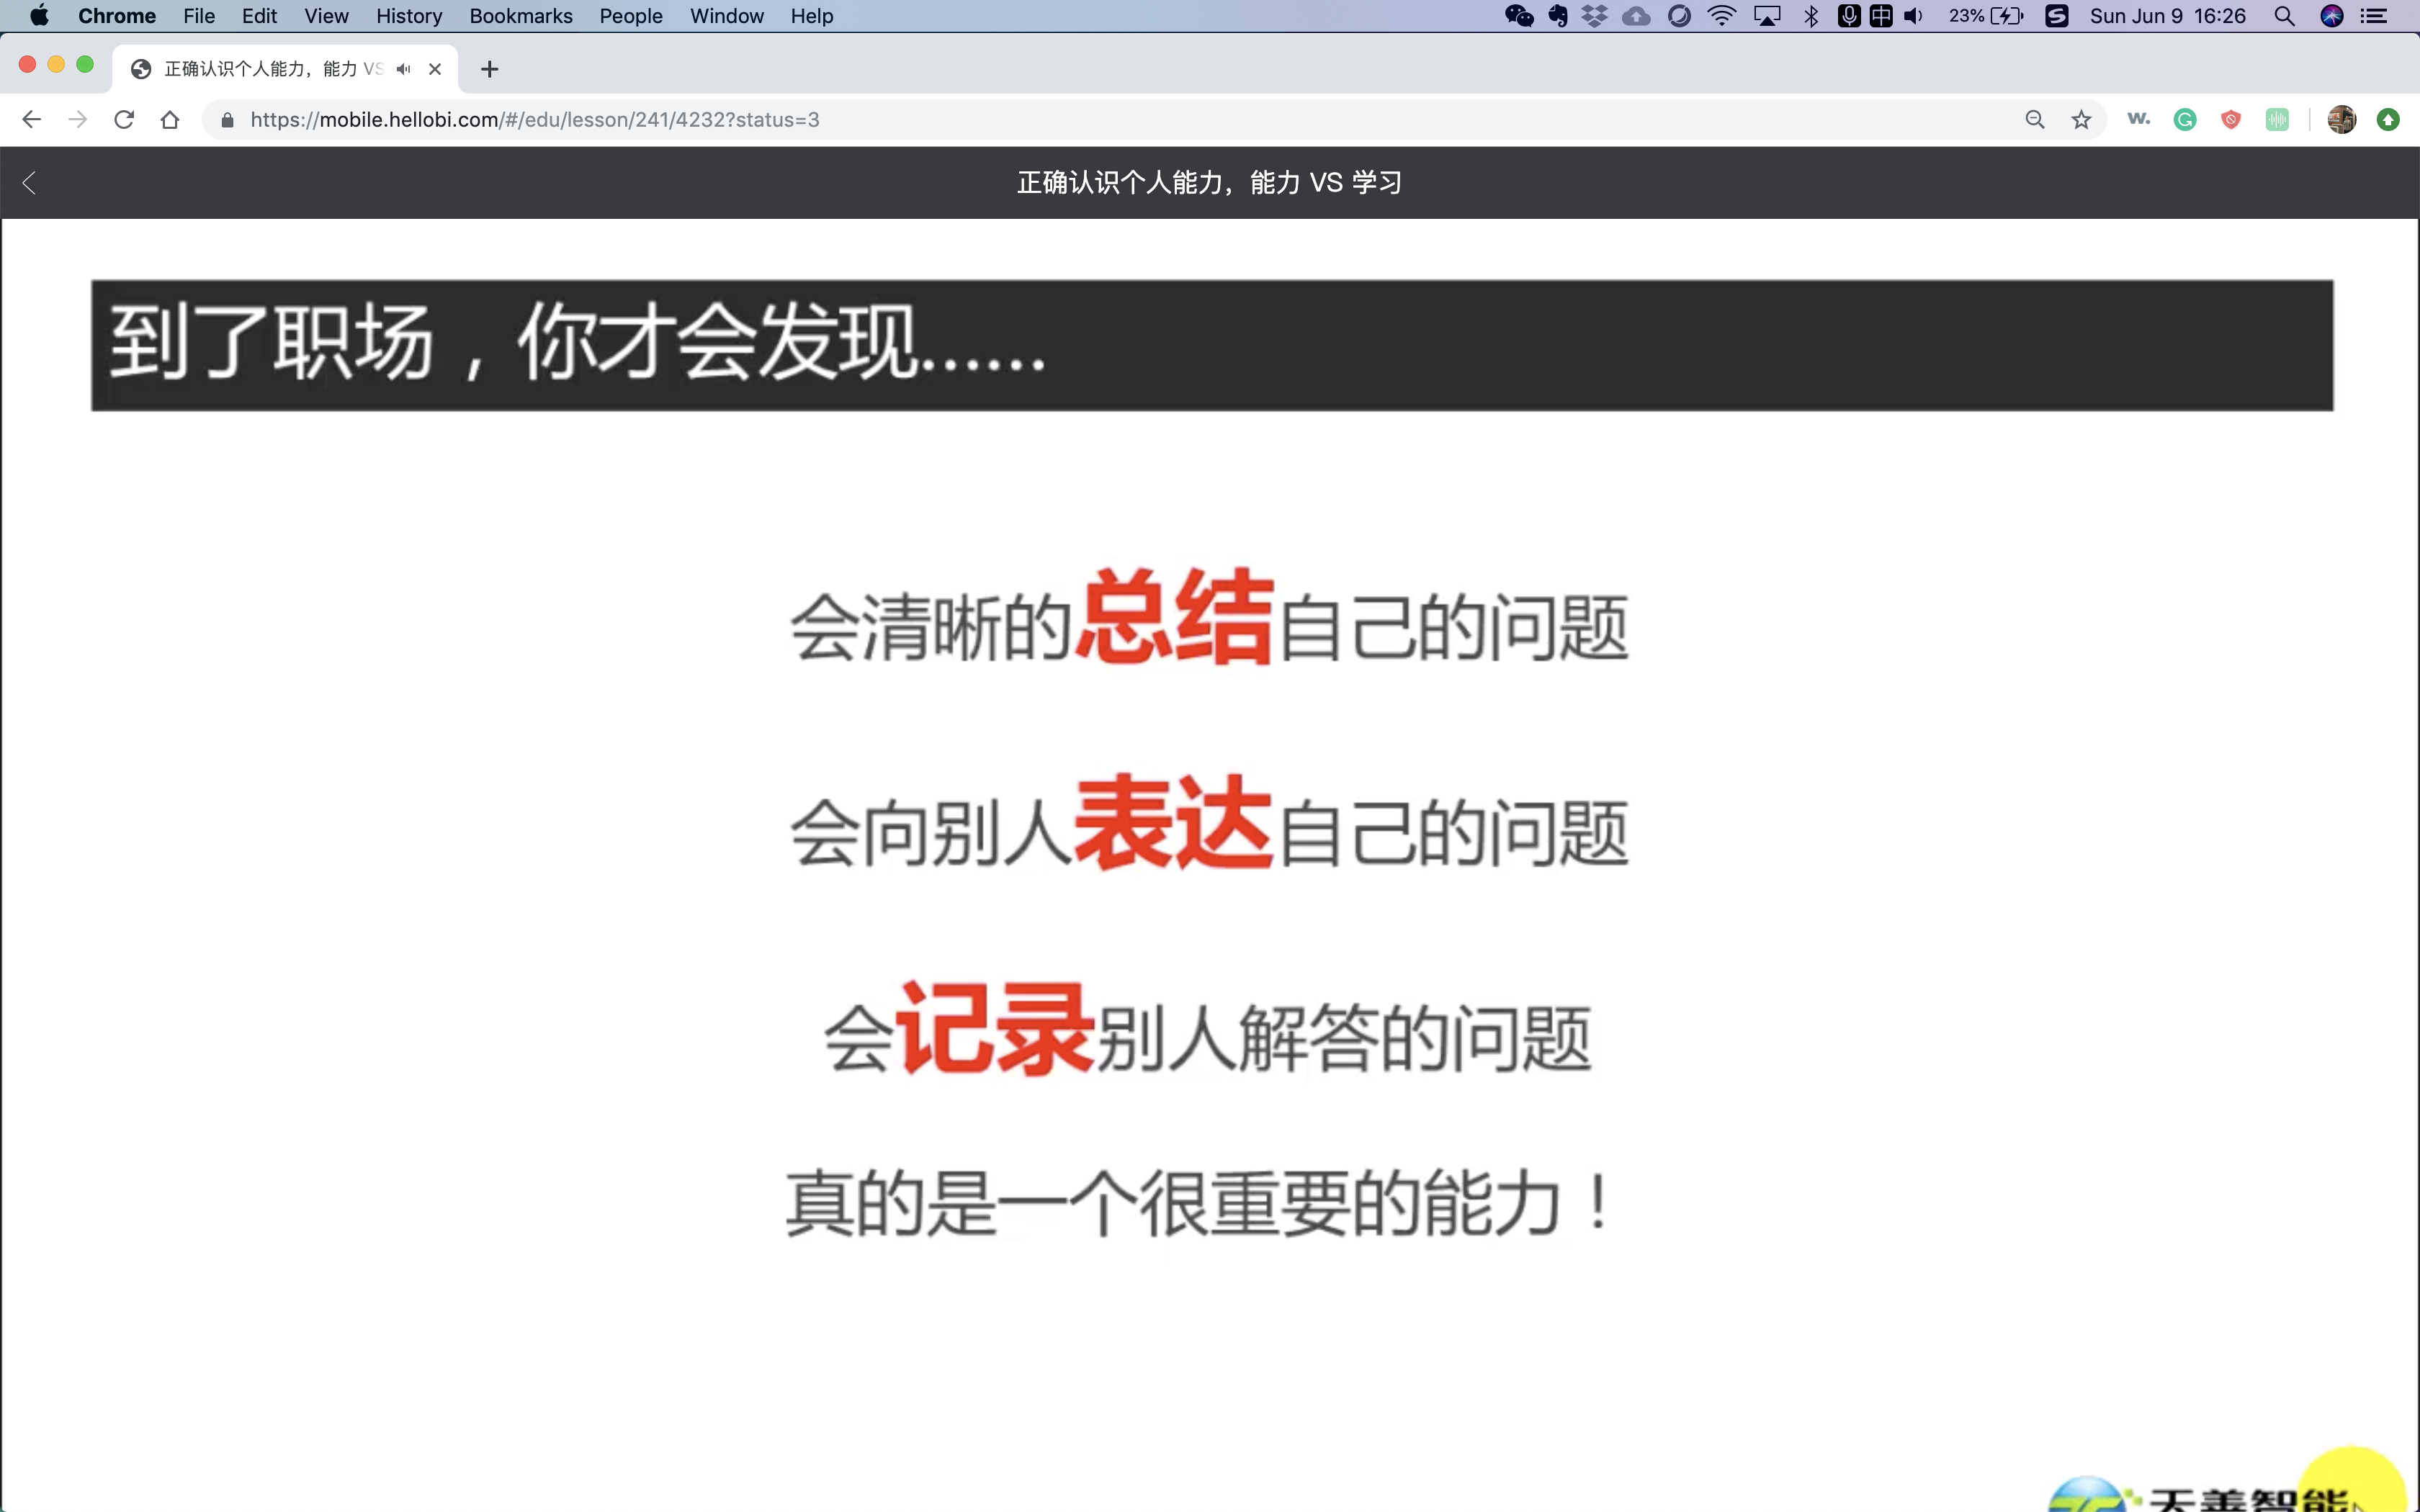 Chrome File Edit View History Bookmarks People Window Help 23% Sun Jun 9 16:26
正确认识个人能力，能力 VS
https://mobile.hellobi.com/#/edu/lesson/241/4232?status=3
正确认识个人能力，能力 VS 学习
到了职场，你才会发现......
会清晰的总结自己的问题
会向别人表达自己的问题
会记录别人解答的问题
真的是一个很重要的能力！
天善智能